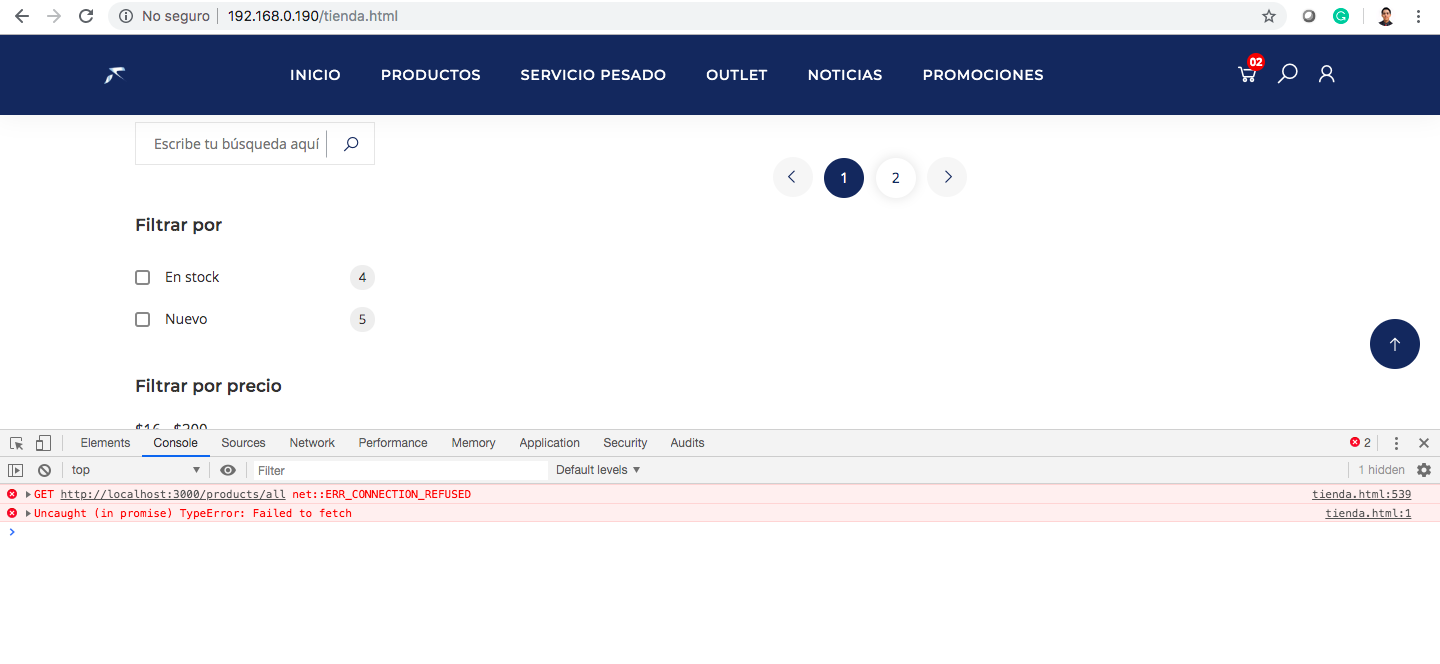 No seguro | 192.168.0.190/tienda.html
INICIO PRODUCTOS SERVICIO PESADO OUTLET NOTICIAS PROMOCIONES 02
Escribe tu búsqueda aquí
1 2
Filtrar por
En stock 4
Nuevo 5
Filtrar por precio
$16 - $300
Elements Console Sources Network Performance Memory Application Security Audits 2
top Filter Default levels 1 hidden
GET http://localhost:3000/products/all net::ERR_CONNECTION_REFUSED tienda.html:539
Uncaught (in promise) TypeError: Failed to fetch tienda.html:1